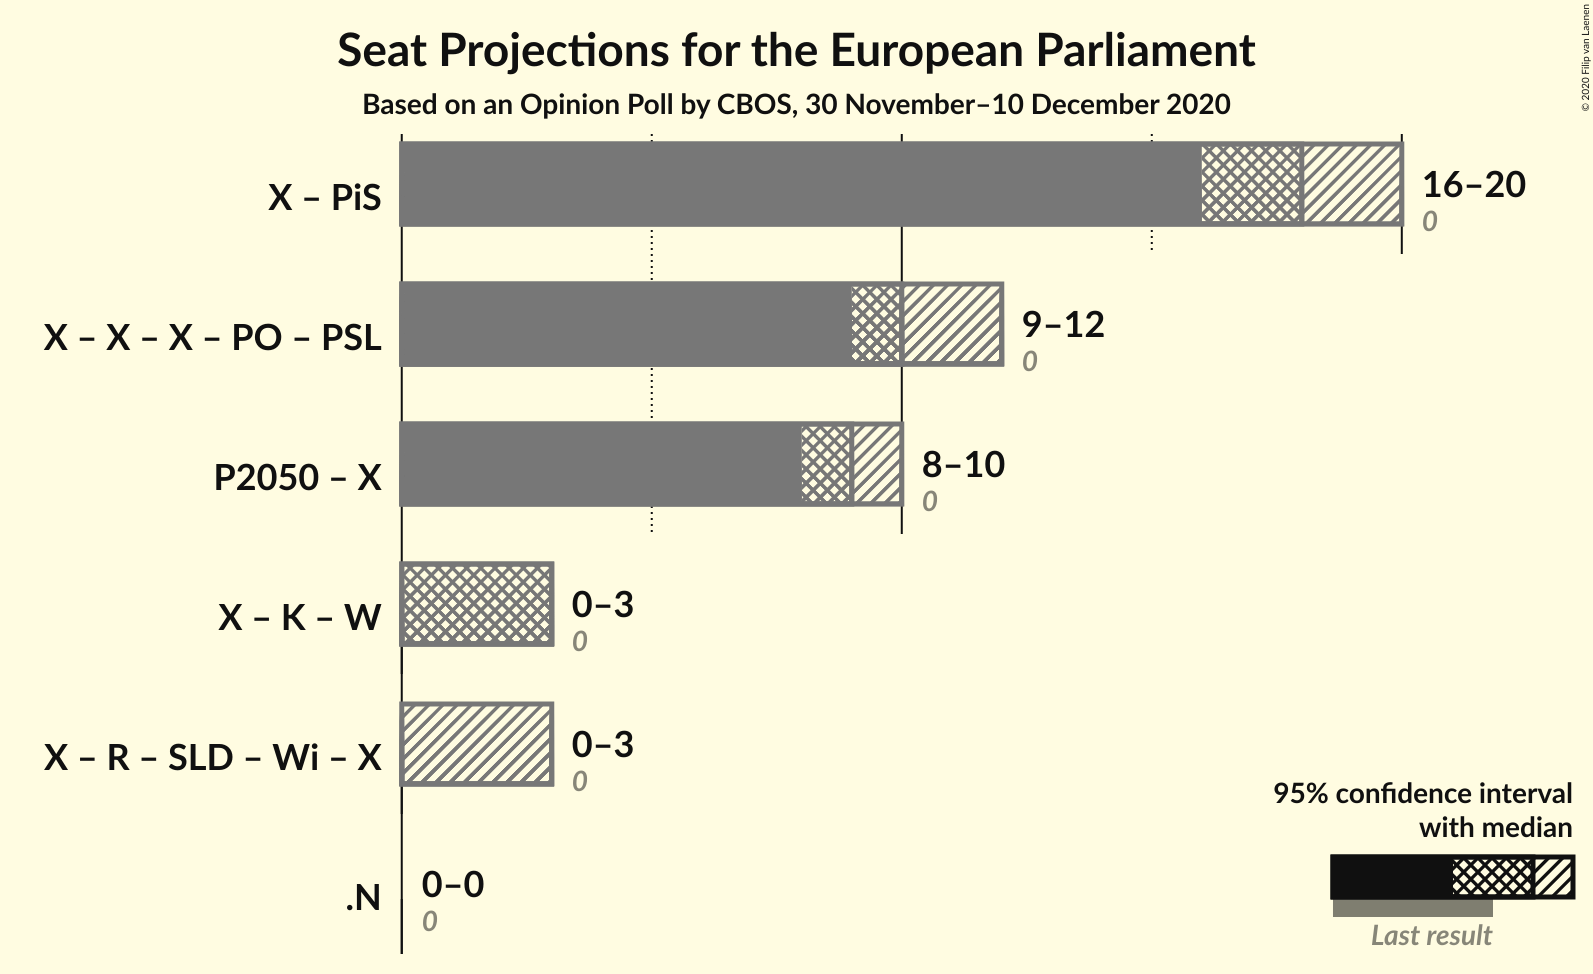 Seat Projections for the European Parliament
Based on an Opinion Poll by CBOS, 30 November–10 December 2020
© 2020 Filip van Laenen
X – PiS
16–20
0
X – X – X – PO – PSL
9–12
0
P2050 – X
8–10
0
X – K – W
0–3
0
X – R – SLD – Wi – X
0–3
0
.N
0–0
0
95% confidence interval
with median
Last result